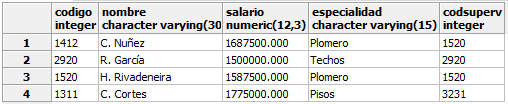 codigo nombre salario especialidad codsuperv
integer character varying(30 numeric(12,3) character varying(15) integer
1 1412 C. Nuñez 1687500.000 Plomero 1520
2 2920 R. García 1500000.000 Techos 2920
3 1520 H. Rivadeneira 1587500.000 Plomero 1520
4 1311 C. Cortes 1775000.000 Pisos 3231